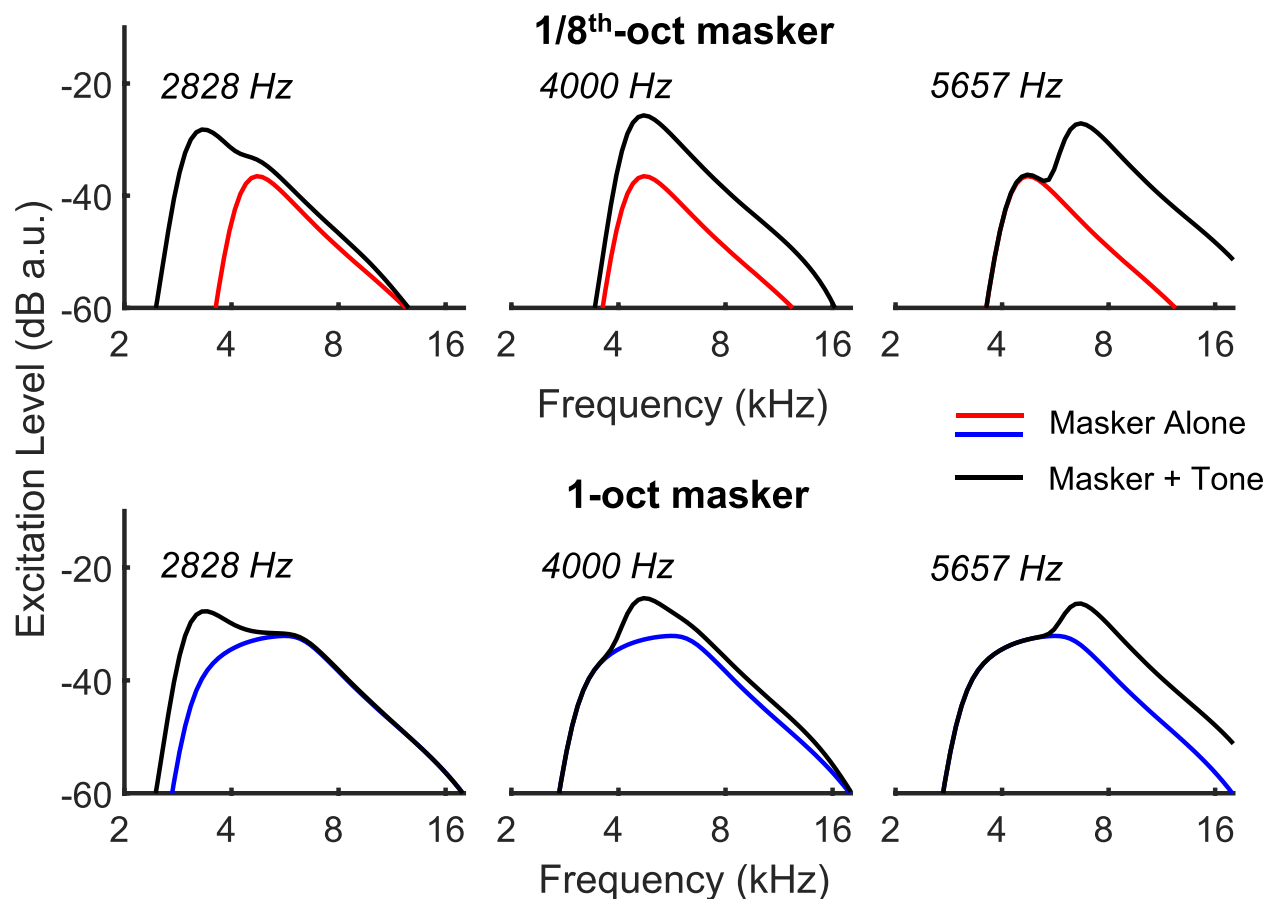 1/8th-oct masker
2828 Hz
4000 Hz
5657 Hz
-20
-40
-60
2 4 8 16
2 4 8 16
2 4 8 16
Frequency (kHz)
Excitation Level (dB a.u.)
Masker Alone
Masker + Tone
1-oct masker
2828 Hz
4000 Hz
5657 Hz
-20
-40
-60
2 4 8 16
2 4 8 16
2 4 8 16
Frequency (kHz)